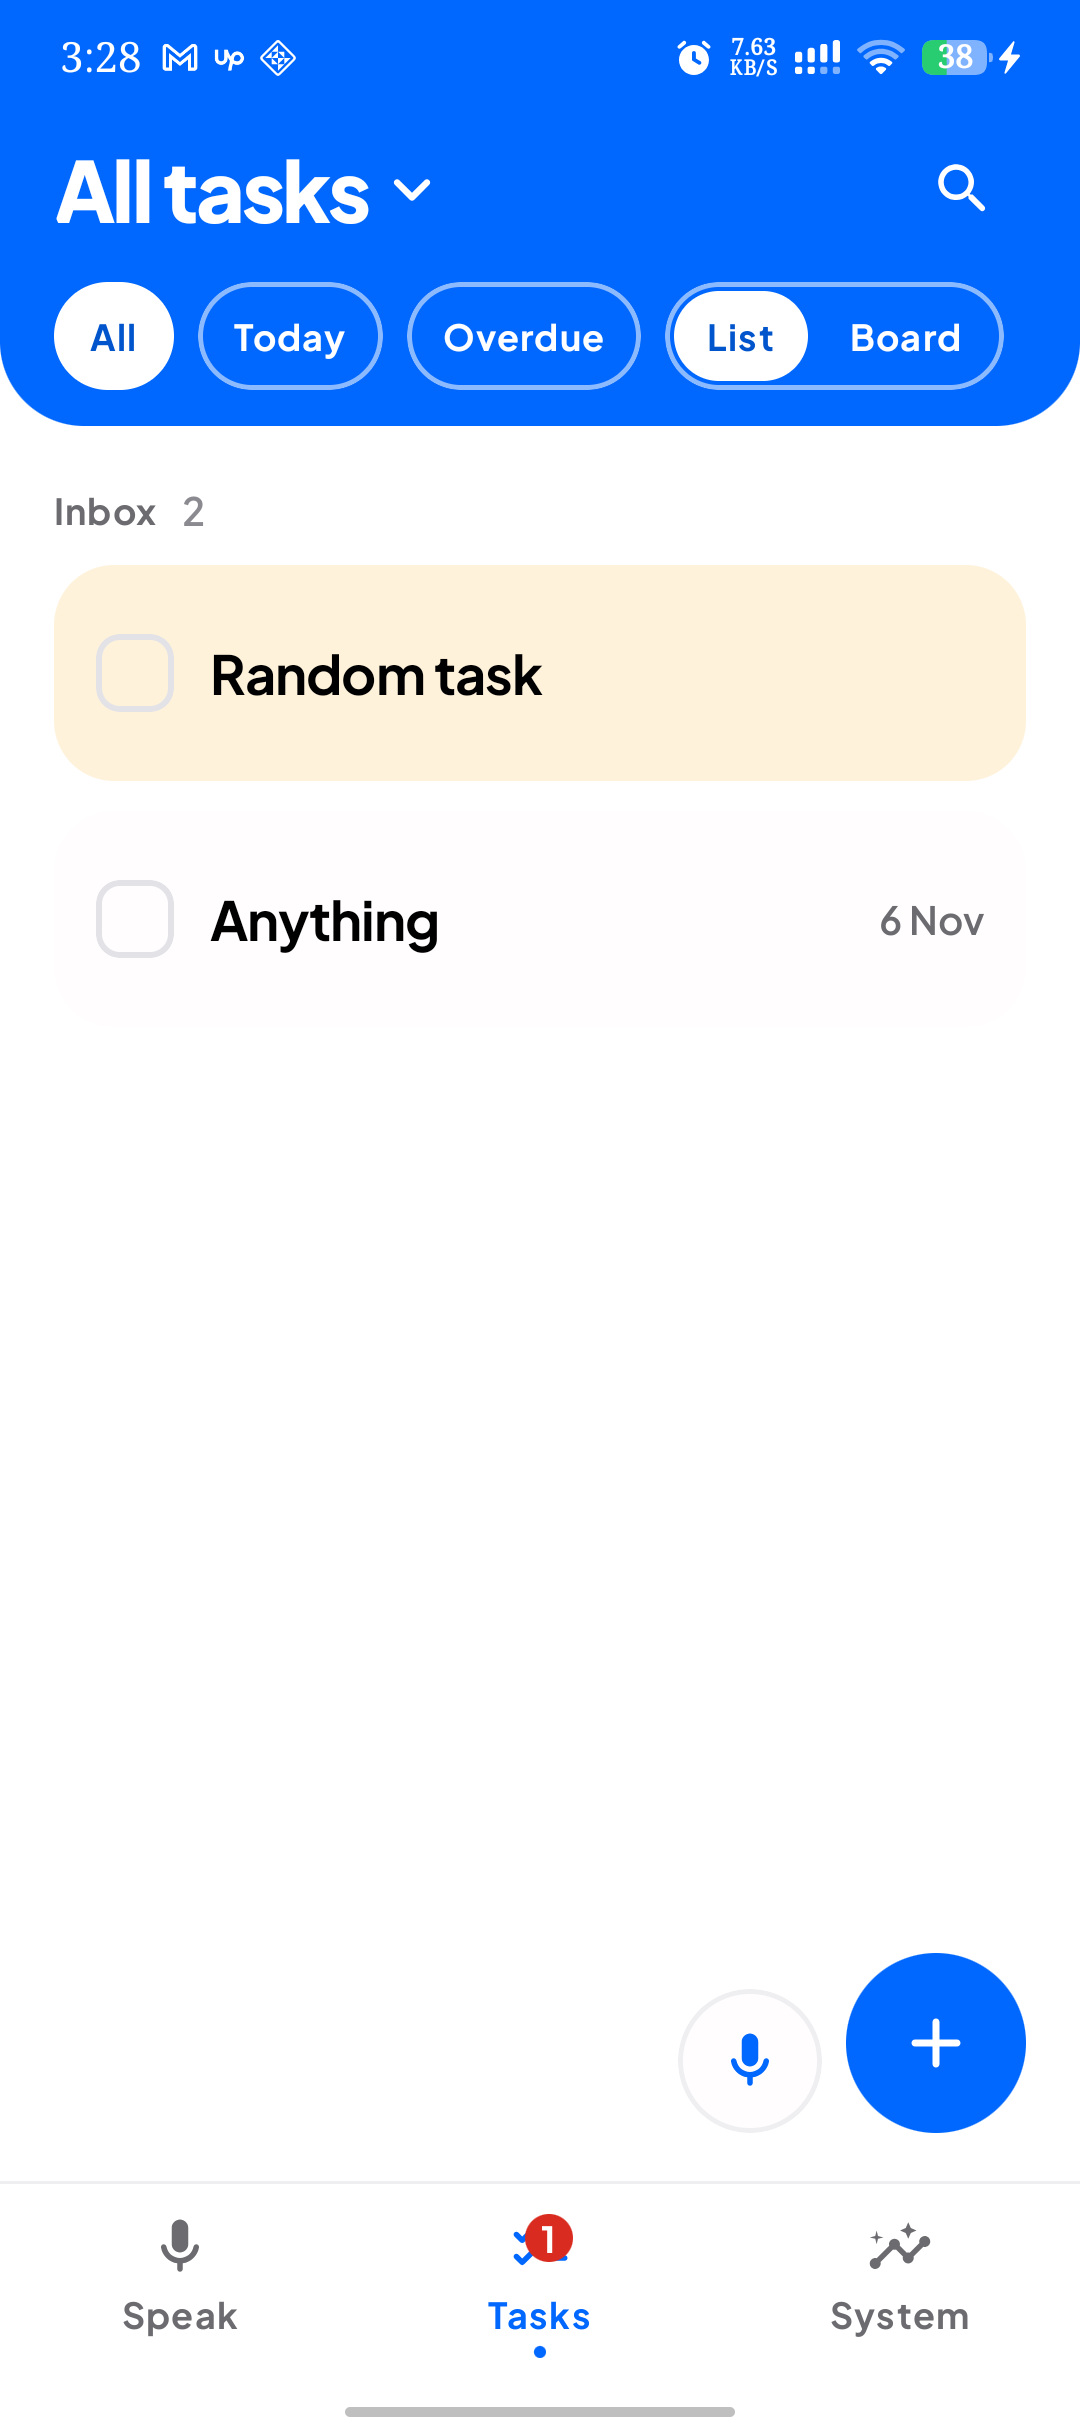 3:28 up 7.63 KB/S 38
All tasks
All Today Overdue List Board
Inbox 2
Random task
Anything 6 Nov
1
Speak Tasks System